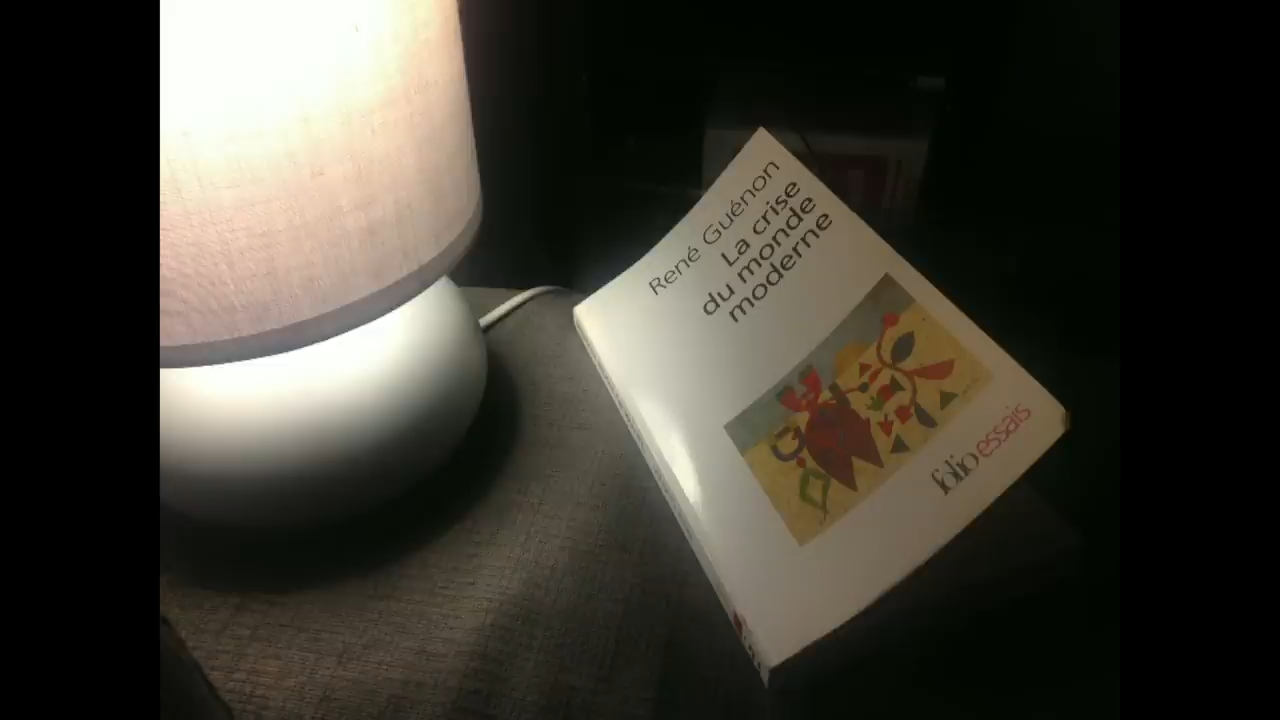 René Guénon
La crise
du monde
moderne
folio essais